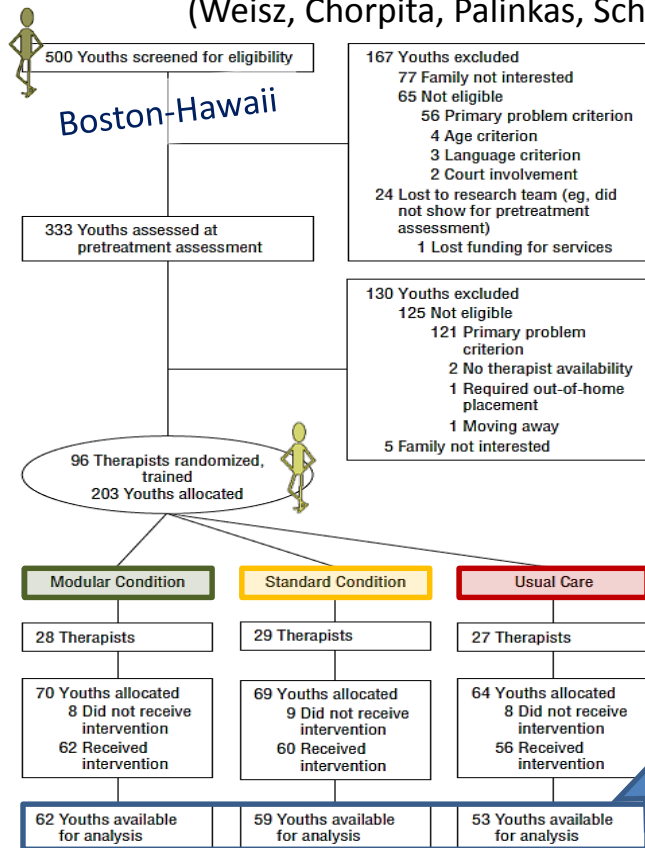 (Weisz, Chorpita, Palinkas, Sch
500 Youths screened for eligibility
Boston-Hawaii
167 Youths excluded
77 Family not interested
65 Not eligible
56 Primary problem criterion
4 Age criterion
3 Language criterion
2 Court involvement
24 Lost to research team (eg, did
not show for pretreatment
assessment)
1 Lost funding for services
333 Youths assessed at
pretreatment assessment
130 Youths excluded
125 Not eligible
121 Primary problem
criterion
2 No therapist availability
1 Required out-of-home
placement
1 Moving away
5 Family not interested
96 Therapists randomized,
trained
203 Youths allocated
Modular Condition
28 Therapists
70 Youths allocated
8 Did not receive
intervention
62 Received
intervention
62 Youths available
for analysis
Standard Condition
29 Therapists
69 Youths allocated
9 Did not receive
intervention
60 Received
intervention
59 Youths available
for analysis
Usual Care
27 Therapists
64 Youths allocated
8 Did not receive
intervention
56 Received
intervention
53 Youths available
for analysis